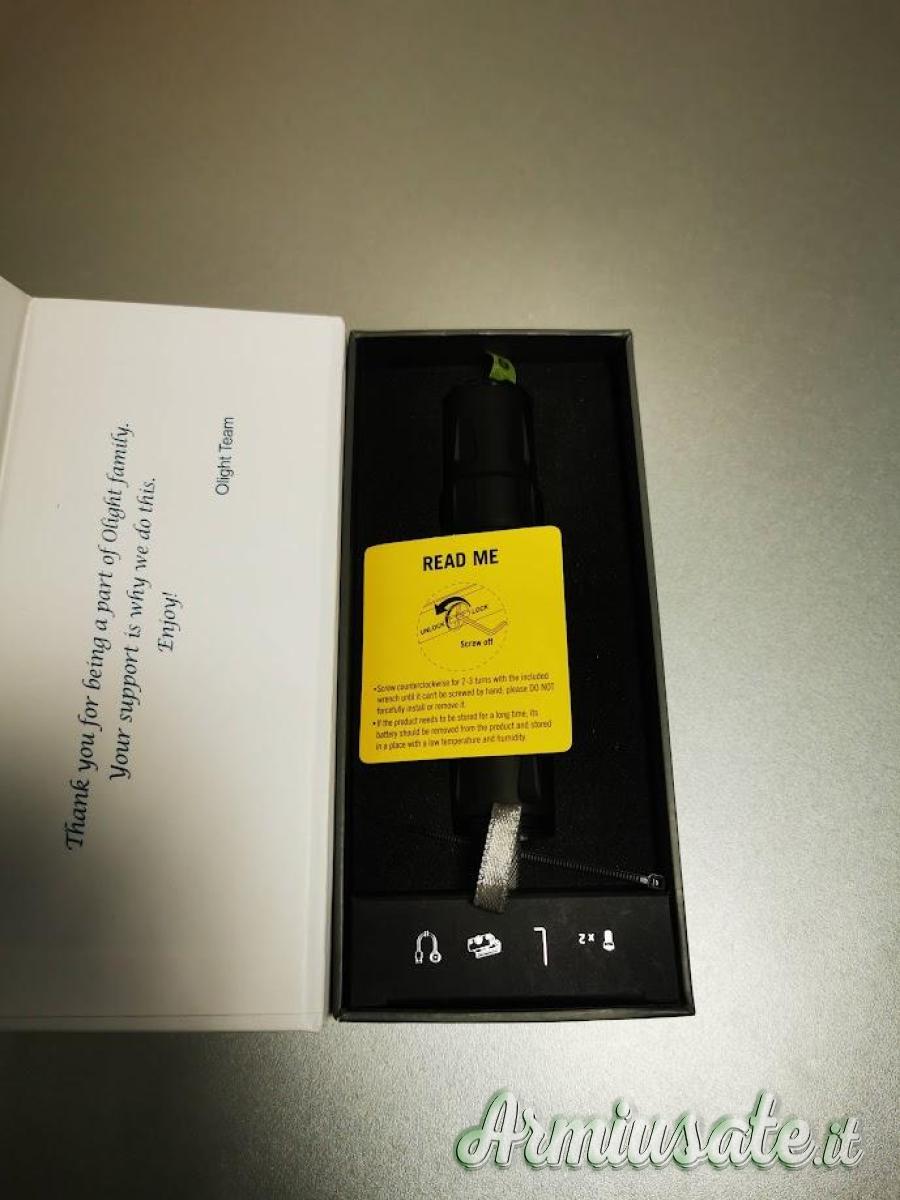 Thank you for being a part of Olight family.
Your support is why we do this.
Enjoy!
Olight Team
READ ME
UNLOCK
LOCK
Screw off
•Screw counterclockwise for 2-3 turns with the included
wrench until it can't be screwed by hand, please DO NOT
forcefully install or remove it.
•If the product needs to be stored for a long time, its
battery should be removed from the product and stored
in a place with a low temperature and humidity.
x2
Armiusate.it